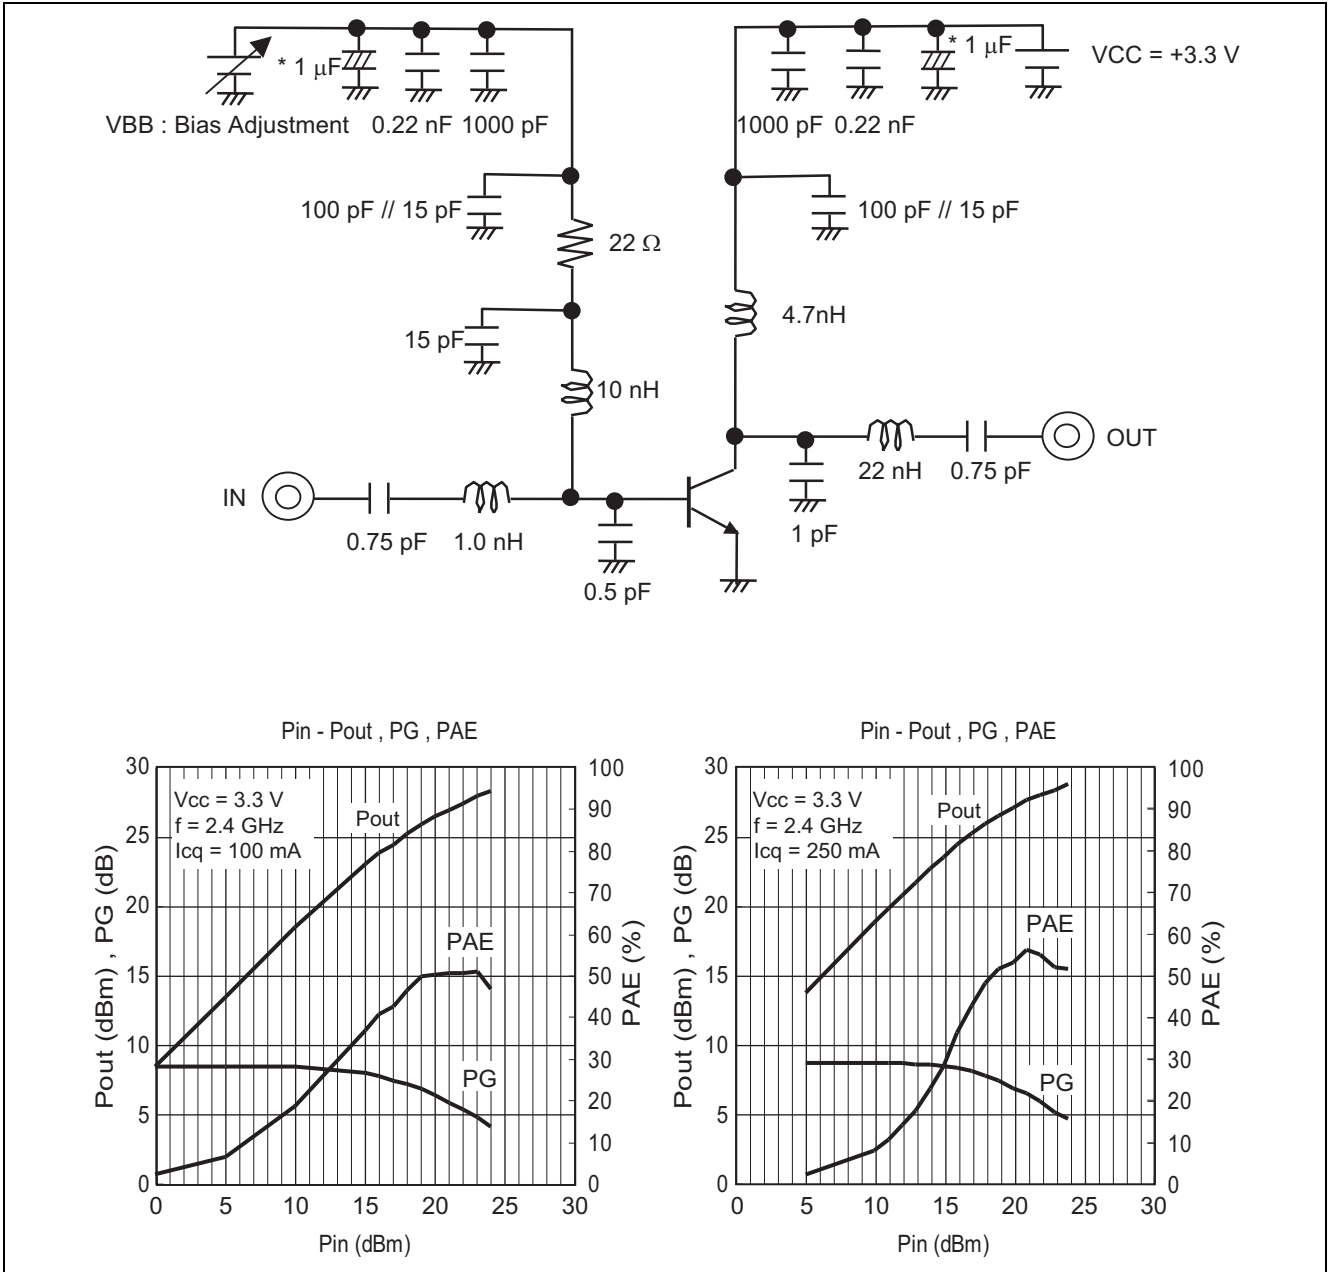 * 1 μF
VBB : Bias Adjustment 0.22 nF 1000 pF
* 1 μF
VCC = +3.3 V
1000 pF 0.22 nF
100 pF // 15 pF
22 Ω
15 pF
10 nH
100 pF // 15 pF
4.7nH
IN
0.75 pF 1.0 nH
0.5 pF
OUT
22 nH 0.75 pF
1 pF
Pin - Pout , PG , PAE
Vcc = 3.3 V
f = 2.4 GHz
Icq = 100 mA
Pout
PAE
PG
Pout (dBm) , PG (dB)
30
25
20
15
10
5
0
PAE (%)
100
90
80
70
60
50
40
30
20
10
0
0 5 10 15 20 25 30
Pin (dBm)
Pin - Pout , PG , PAE
Vcc = 3.3 V
f = 2.4 GHz
Icq = 250 mA
Pout
PAE
PG
Pout (dBm) , PG (dB)
30
25
20
15
10
5
0
PAE (%)
100
90
80
70
60
50
40
30
20
10
0
0 5 10 15 20 25 30
Pin (dBm)